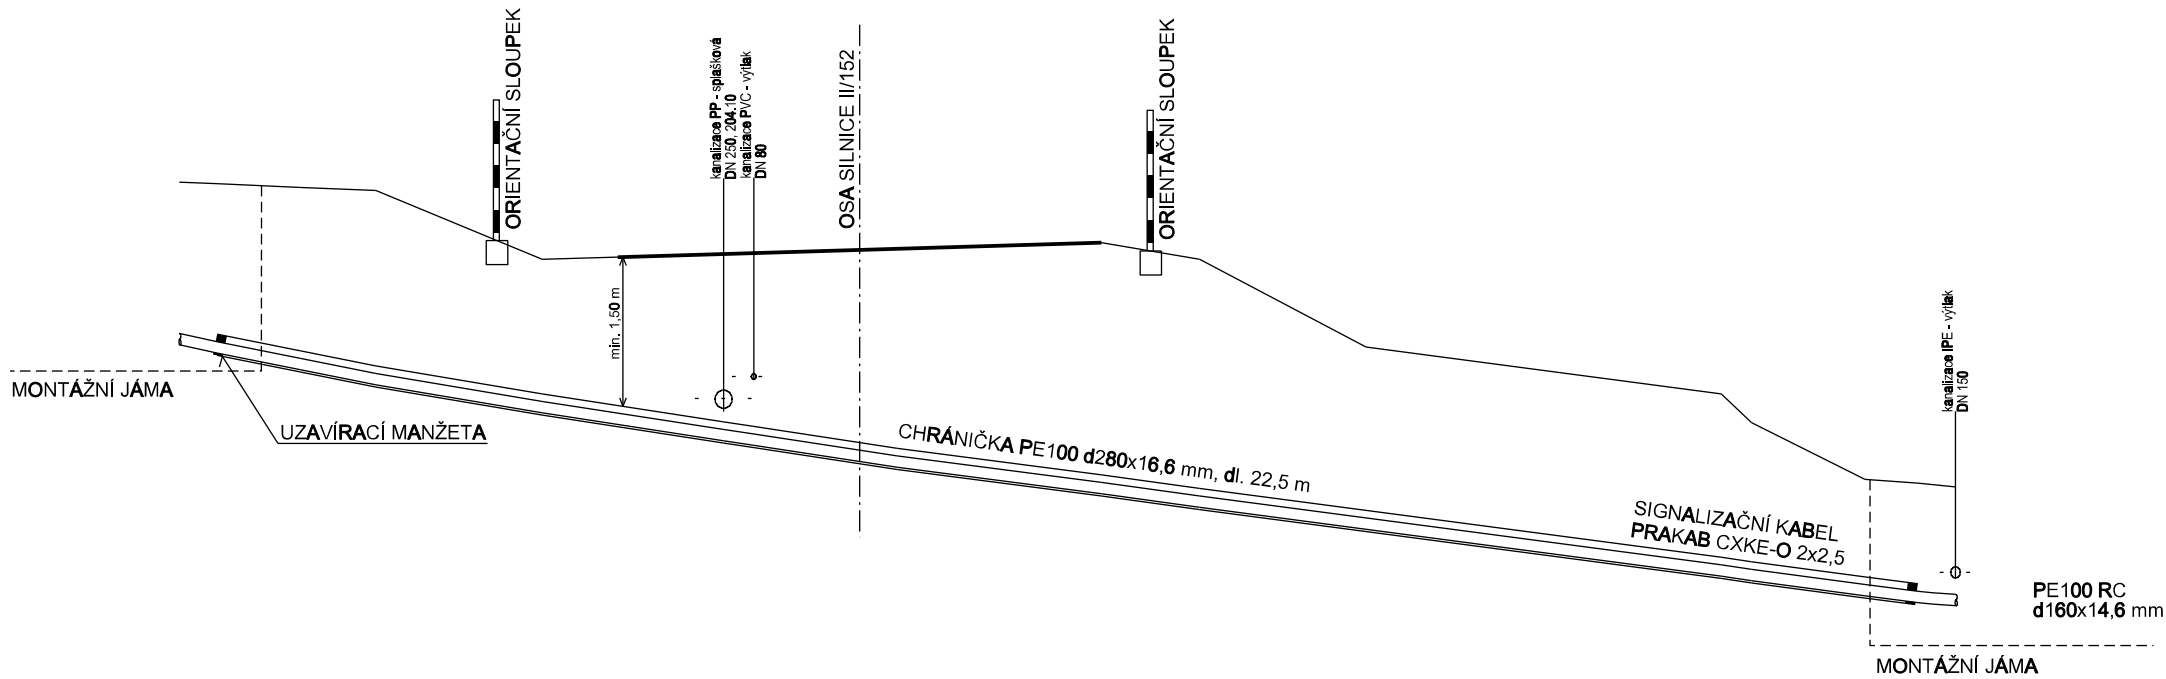 ORIENTAČNÍ SLOUPEK
kanalizace PP - splašková
DN 250, 204.10
kanalizace PVC - výtlak
DN 80
OSA SILNICE II/152
ORIENTAČNÍ SLOUPEK
min. 1,50 m
MONTÁŽNÍ JÁMA
UZAVÍRACÍ MANŽETA
CHRÁNIČKA PE100 d280x16,6 mm, dl. 22,5 m
kanalizace lPE - výtlak
DN 150
SIGNALIZAČNÍ KABEL
PRAKAB CXKE-O 2x2,5
PE100 RC
d160x14,6 mm
MONTÁŽNÍ JÁMA